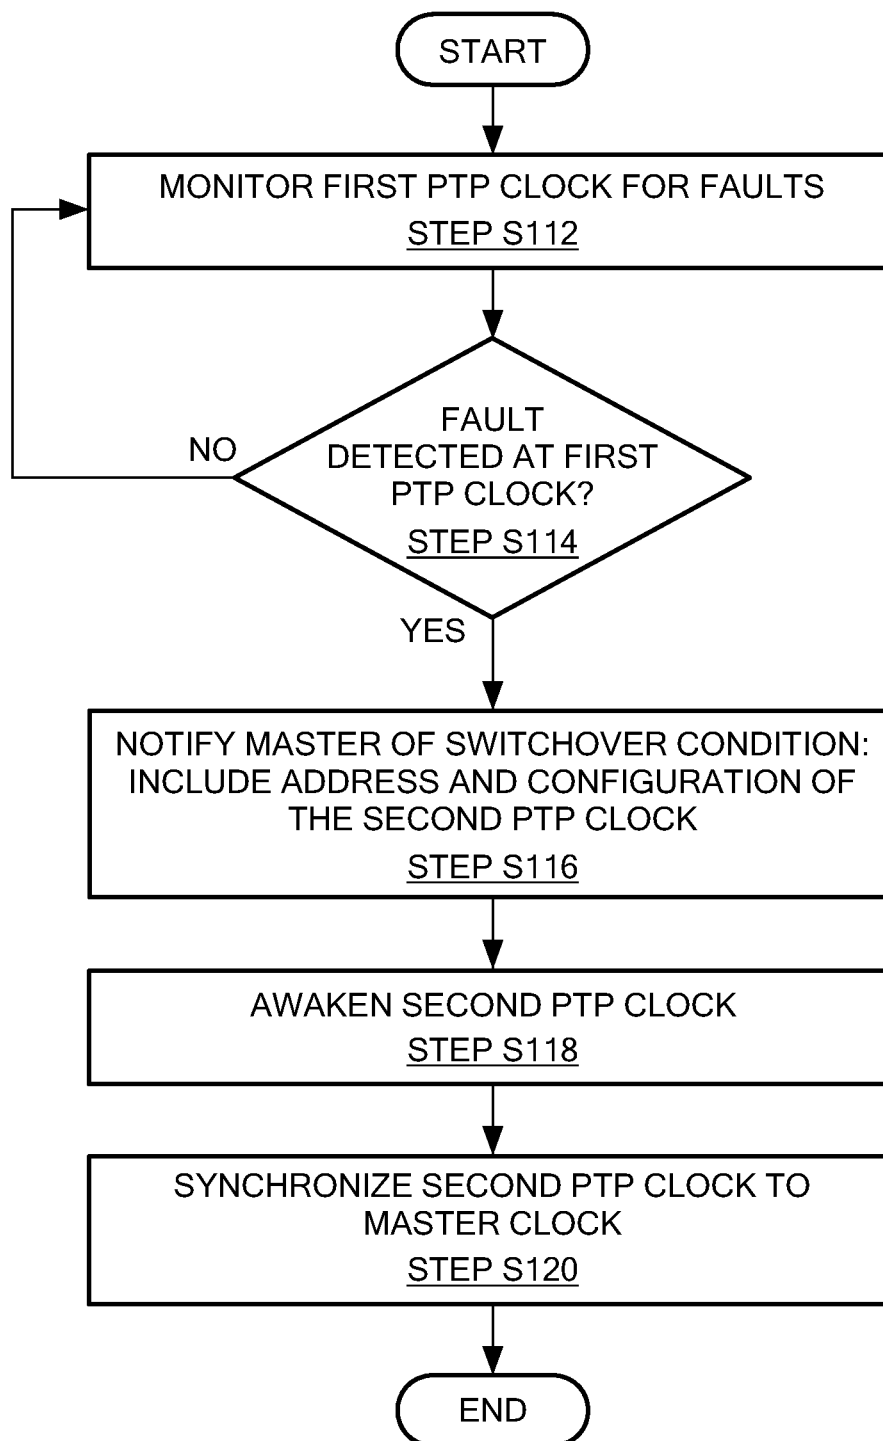 START
MONITOR FIRST PTP CLOCK FOR FAULTS
STEP S112
FAULT
DETECTED AT FIRST
PTP CLOCK?
STEP S114
NO
YES
NOTIFY MASTER OF SWITCHOVER CONDITION:
INCLUDE ADDRESS AND CONFIGURATION OF
THE SECOND PTP CLOCK
STEP S116
AWAKEN SECOND PTP CLOCK
STEP S118
SYNCHRONIZE SECOND PTP CLOCK TO
MASTER CLOCK
STEP S120
END